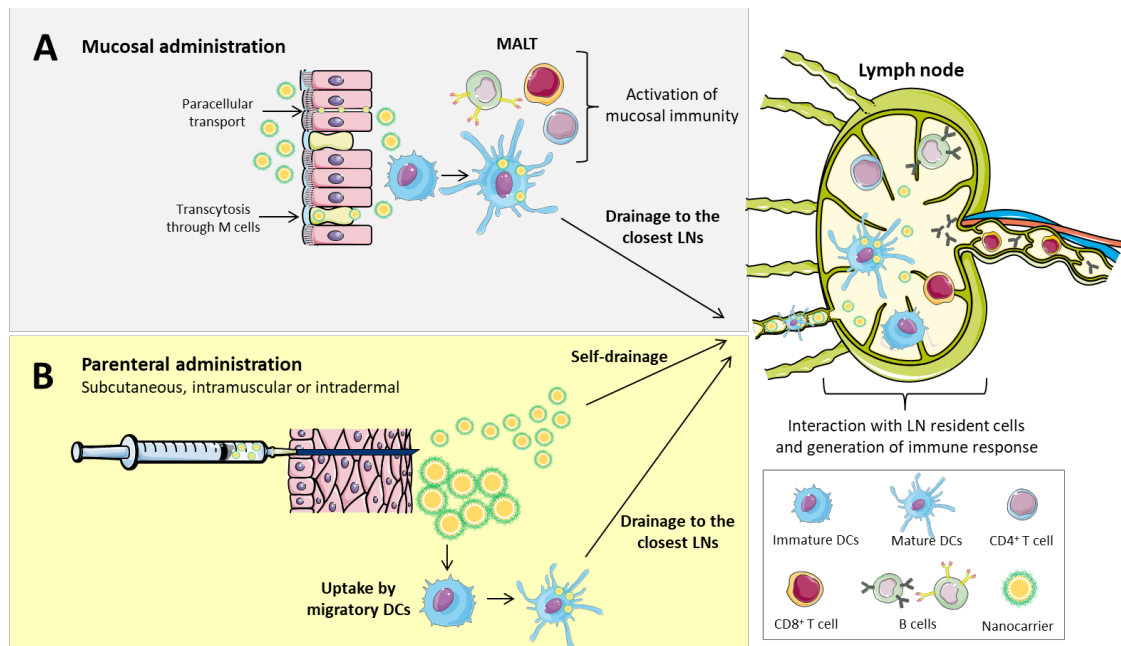 A
Mucosal administration
MALT
Paracellular
transport
Activation of
mucosal immunity
Transcytosis
through M cells
Drainage to the
closest LNs
B
Parenteral administration
Subcutaneous, intramuscular or intradermal
Self-drainage
Drainage to the
closest LNs
Uptake by
migratory DCs
Lymph node
Interaction with LN resident cells
and generation of immune response
Immature DCs
Mature DCs
CD4⁺ T cell
CD8⁺ T cell
B cells
Nanocarrier